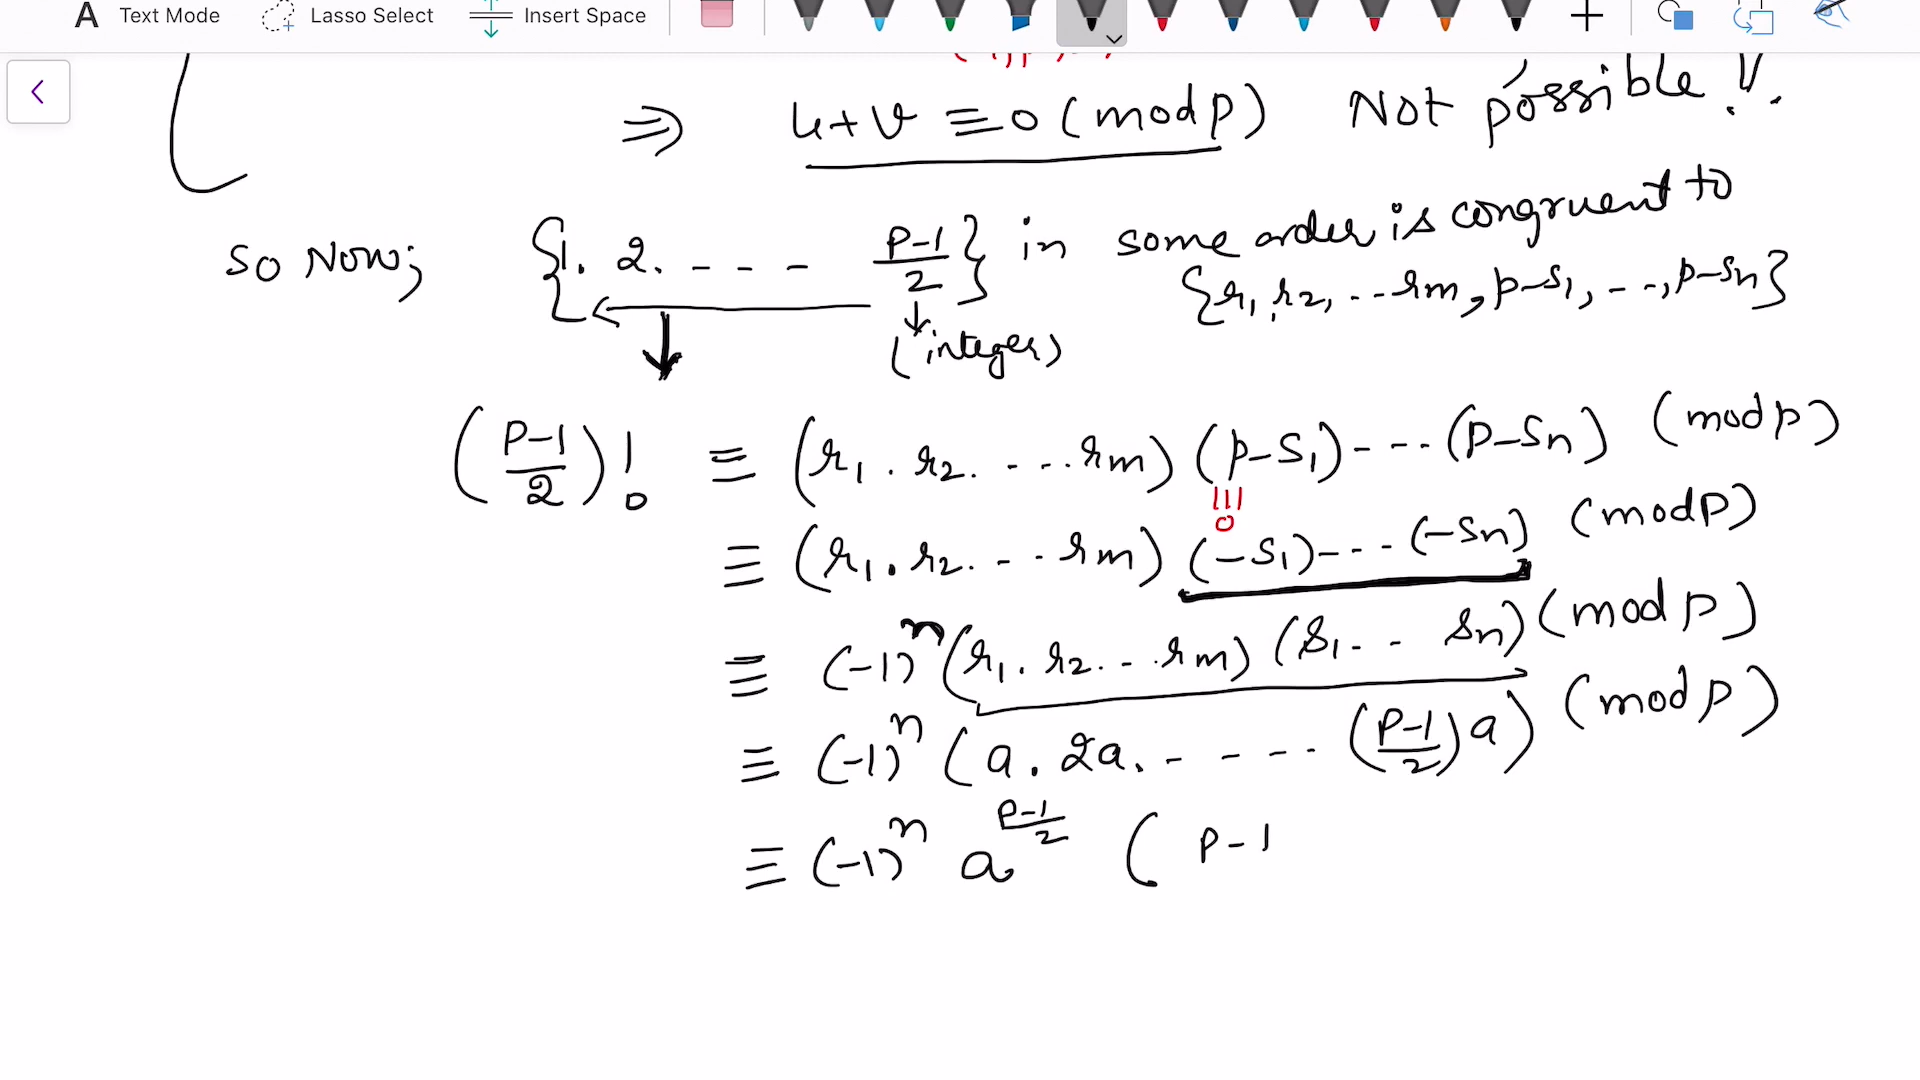 Text Mode Lasso Select Insert Space
⇒ u+v ≡ 0 (mod p) Not possible!!.
So Now; {1. 2. - - - (p-1)/2} in some order is congruent to
(integer) {r₁, r₂, ... rm, p-s₁, - .., p-sn}
((p-1)/2)! ≡ (r₁ . r₂. - ... rm) (p-s₁) - - - (p-sn) (mod p)
0
≡ (r₁ . r₂. - - - rm) (-s₁) - - - (-sn) (mod p)
≡ (-1)ⁿ (r₁ . r₂. - - . rm) (s₁. - - sn) (mod p)
≡ (-1)ⁿ (a . 2a. - - - - - ((p-1)/2) a) (mod p)
≡ (-1)ⁿ a^((p-1)/2) ( p-1